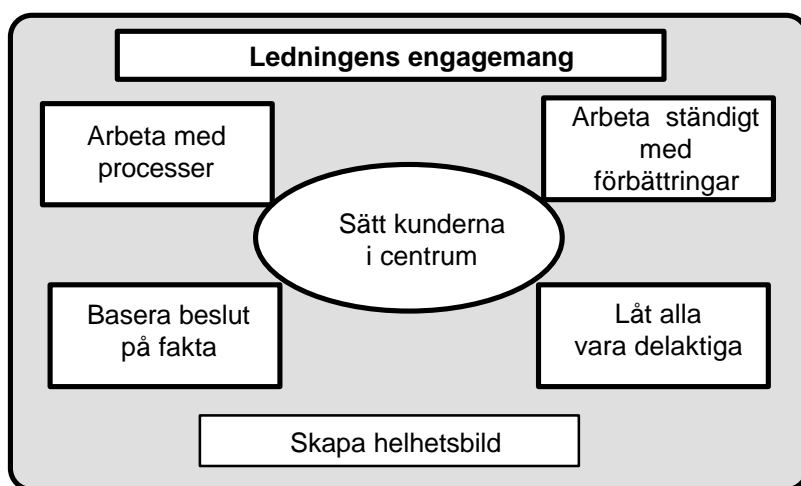 Ledningens engagemang
Arbeta med
processer
Arbeta ständigt
med
förbättringar
Sätt kunderna
i centrum
Basera beslut
på fakta
Låt alla
vara delaktiga
Skapa helhetsbild